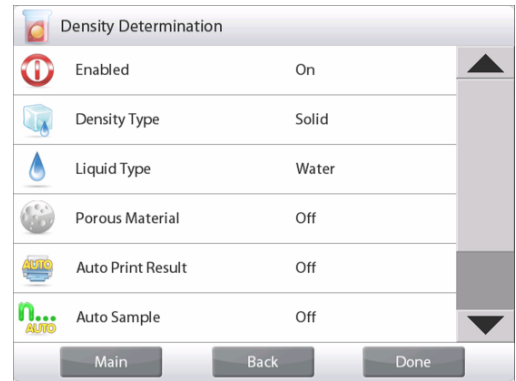 Density Determination
Enabled On
Density Type Solid
Liquid Type Water
Porous Material Off
AUTO Auto Print Result Off
n... AUTO Auto Sample Off
Main Back Done